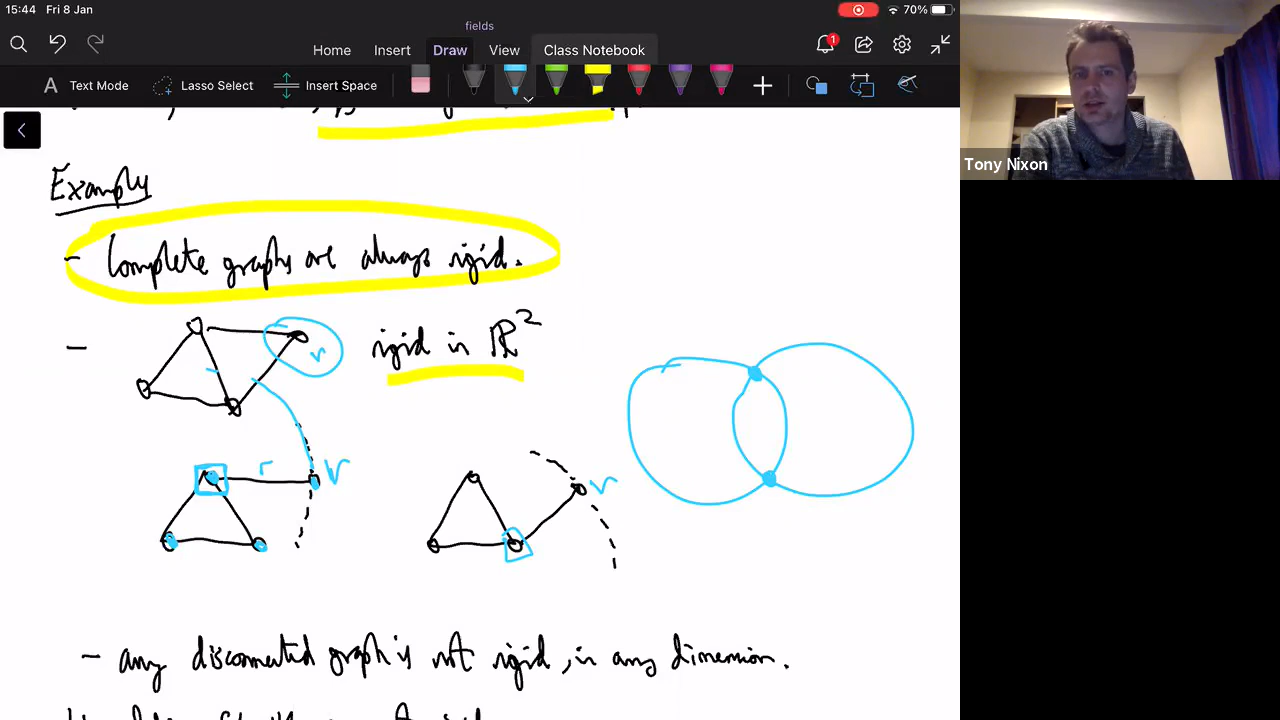 15:44 Fri 8 Jan
70%
fields
Home Insert Draw View Class Notebook
1
A Text Mode Lasso Select Insert Space
Tony Nixon
Examples
- Complete graphs are always rigid.
- v rigid in ℝ²
r v
v
- any disconnected graph is not rigid, in any dimension.